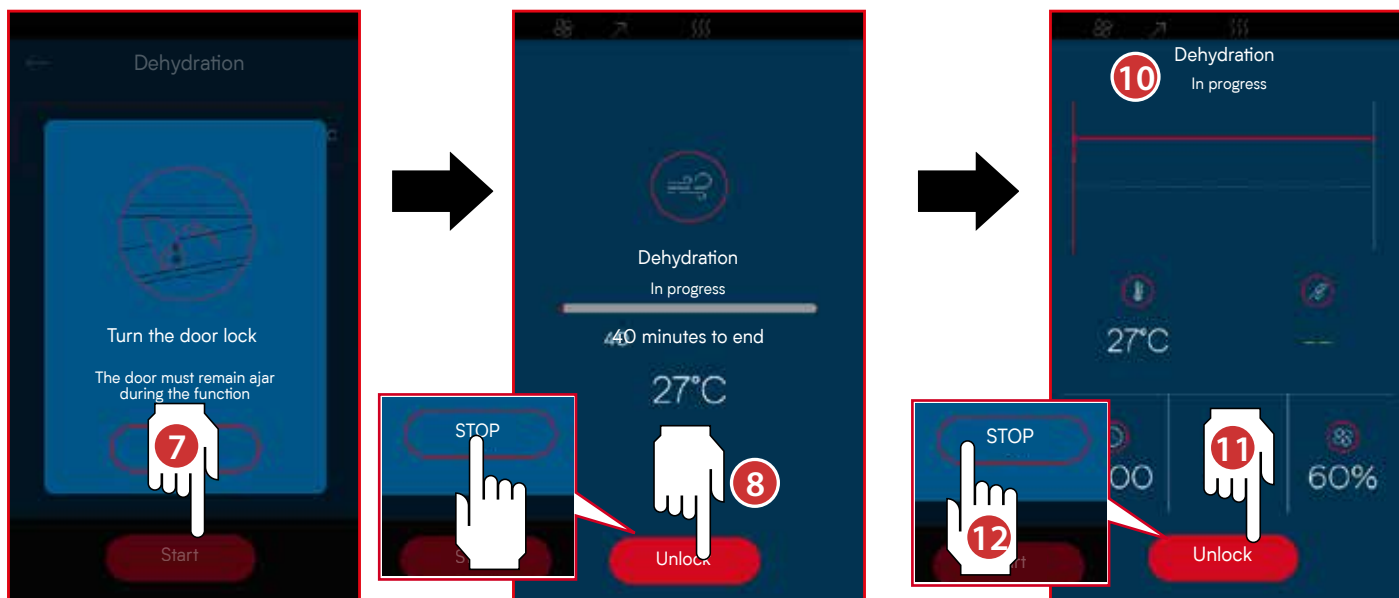 Dehydration
Turn the door lock
The door must remain ajar
during the function
7
Start
Dehydration
In progress
40 minutes to end
27°C
STOP
8
Unlock
10
Dehydration
In progress
27°C
STOP
11
60%
12
Unlock